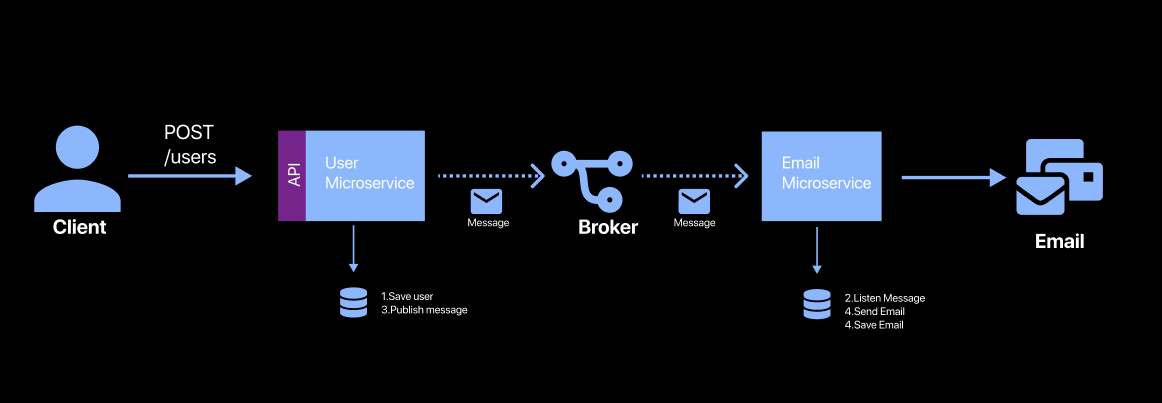 POST
/users
API
User
Microservice
Email
Microservice
Message
Message
Client
Broker
Email
1.Save user
3.Publish message
2.Listen Message
4.Send Email
4.Save Email